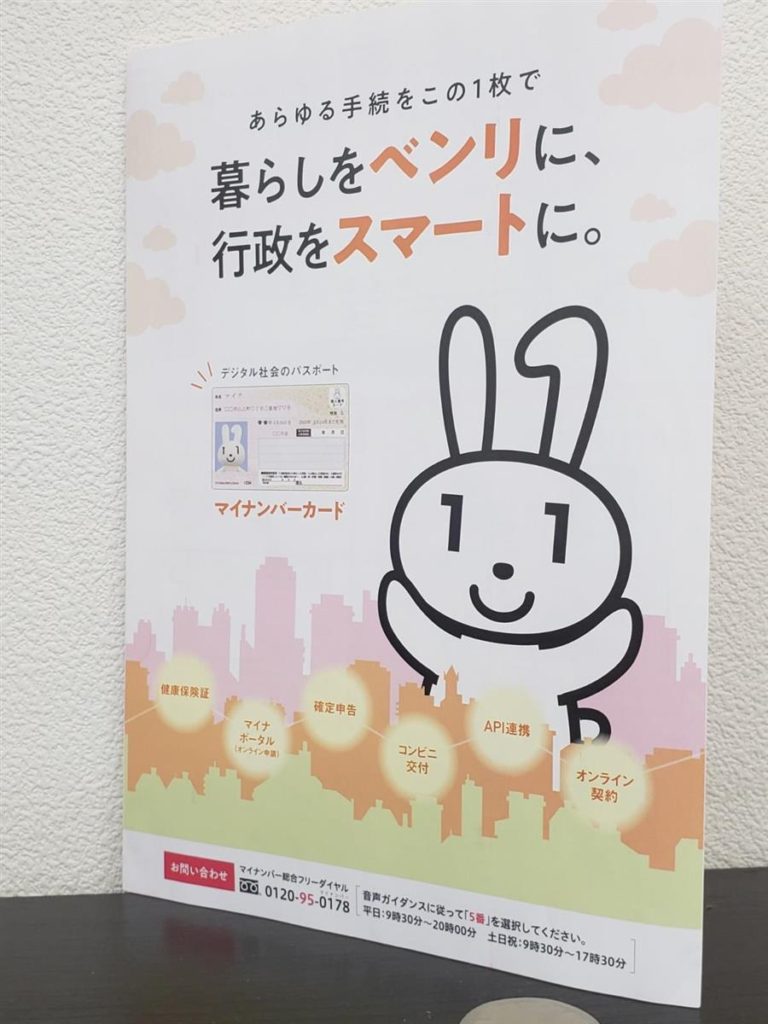 あらゆる手続をこの1枚で
暮らしをベンリに、
行政をスマートに。
デジタル社会のパスポート
マイナンバーカード
健康保険証
マイナ
ポータル
(オンライン申請)
確定申告
コンビニ
交付
API連携
オンライン
契約
お問い合わせ
マイナンバー総合フリーダイヤル
0120-95-0178
音声ガイダンスに従って「5番」を選択してください。
平日:9時30分～20時00分 土日祝:9時30分～17時30分